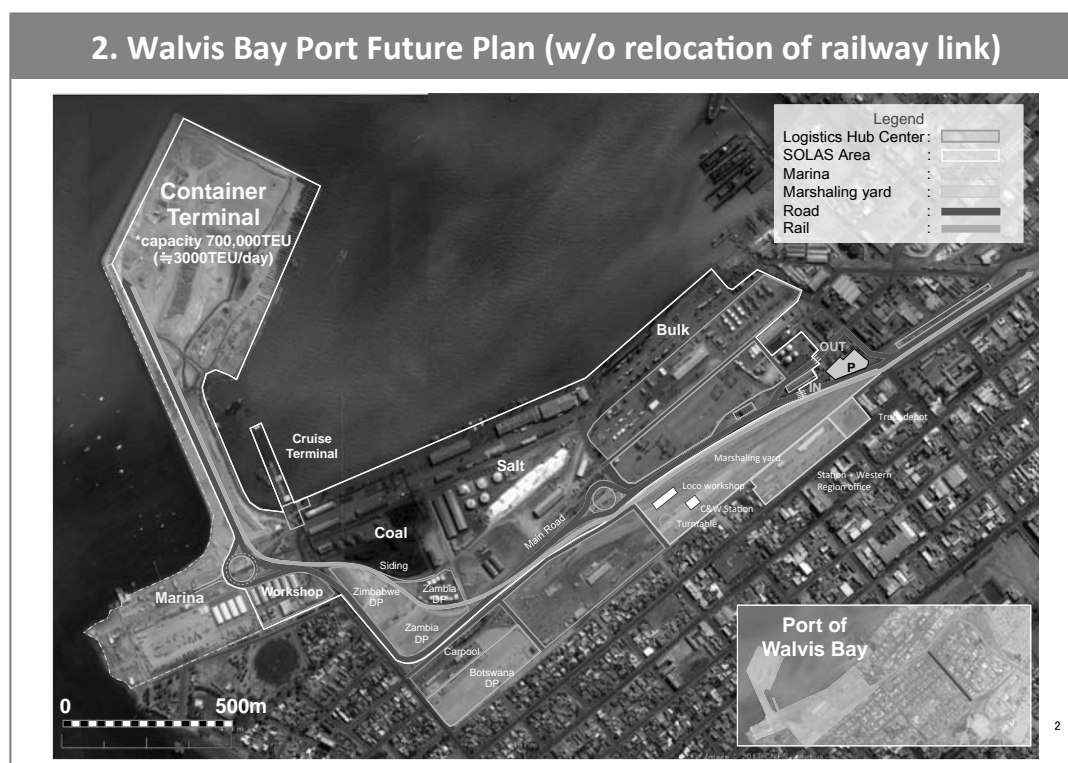 2. Walvis Bay Port Future Plan (w/o relocation of railway link)
Legend
Logistics Hub Center :
SOLAS Area :
Marina :
Marshaling yard :
Road :
Rail :
Container
Terminal
*capacity 700,000TEU
(≒3000TEU/day)
Bulk
OUT
P
IN
Truck depot
Cruise
Terminal
Salt
Marshaling yard
Station + Western
Region office
Loco workshop
C&W Station
Turntable
Main Road
Coal
Siding
Marina
Workshop
Zimbabwe
DP
Zambia
DP
Zambia
DP
Carpool
Botswana
DP
Port of
Walvis Bay
0 500m
2